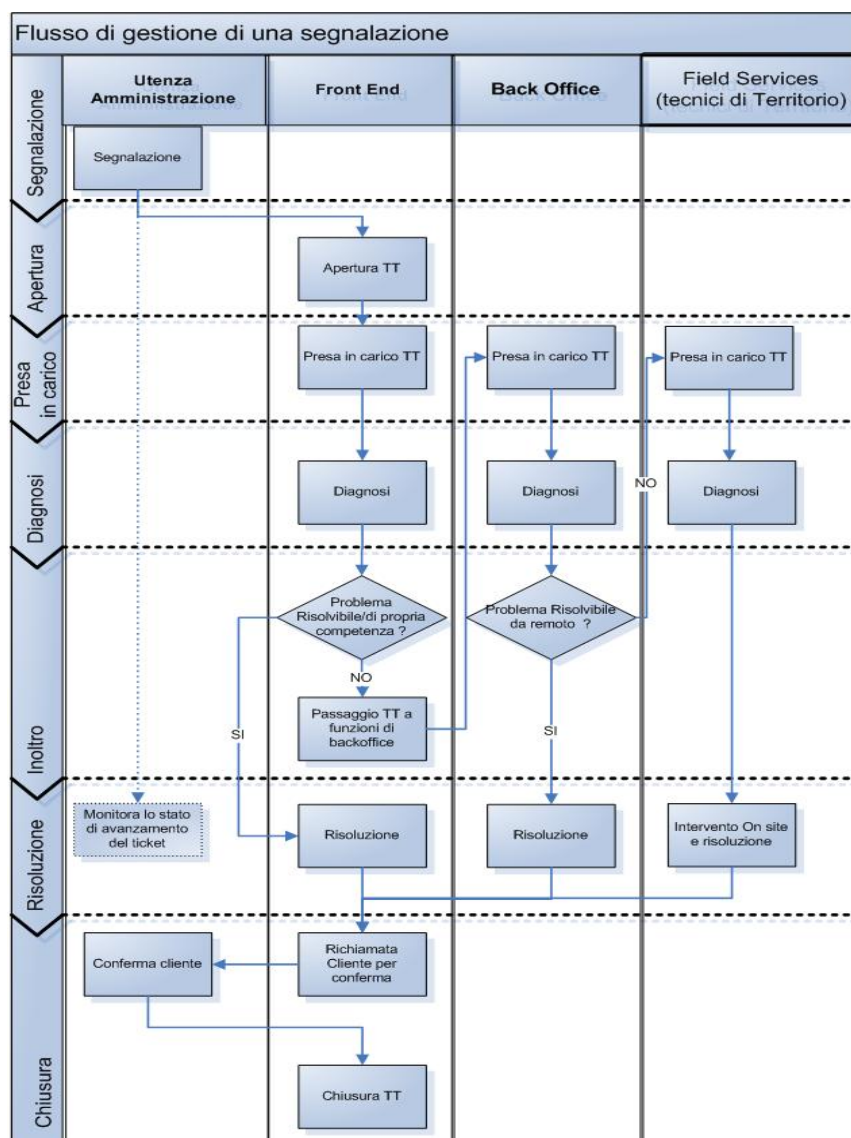 Flusso di gestione di una segnalazione
Utenza
Amministrazione
Front End
Back Office
Field Services
(tecnici di Territorio)
Segnalazione
Segnalazione
Apertura
Apertura TT
Presa
in carico
Presa in carico TT
Presa in carico TT
Presa in carico TT
Diagnosi
Diagnosi
Diagnosi
Diagnosi
NO
Inoltro
Problema
Risolvibile/di propria
competenza ?
Problema Risolvibile
da remoto ?
NO
SI
Passaggio TT a
funzioni di
backoffice
SI
Risoluzione
Monitora lo stato
di avanzamento
del ticket
Risoluzione
Risoluzione
Intervento On site
e risoluzione
Chiusura
Conferma cliente
Richiamata
Cliente per
conferma
Chiusura TT